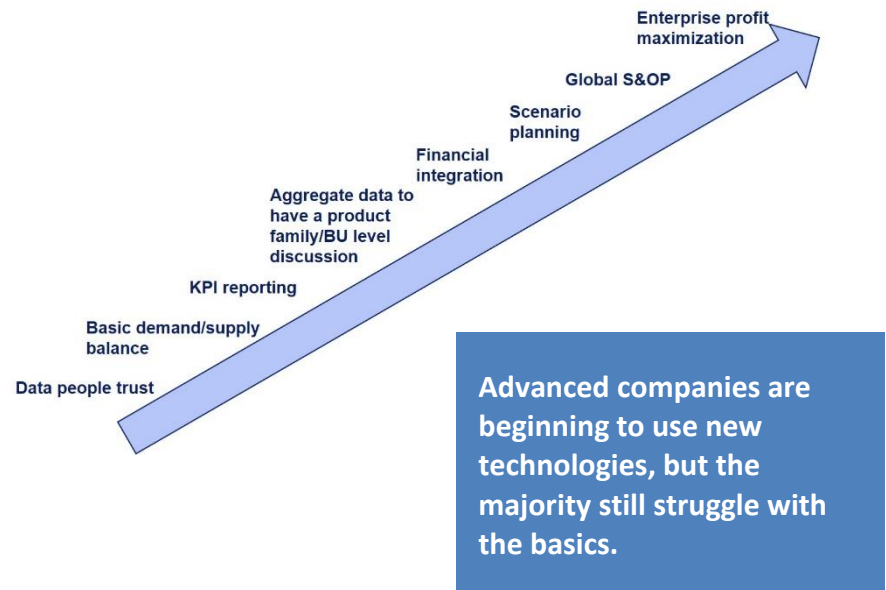 Enterprise profit
maximization
Global S&OP
Scenario
planning
Financial
integration
Aggregate data to
have a product
family/BU level
discussion
KPI reporting
Basic demand/supply
balance
Data people trust
Advanced companies are
beginning to use new
technologies, but the
majority still struggle with
the basics.